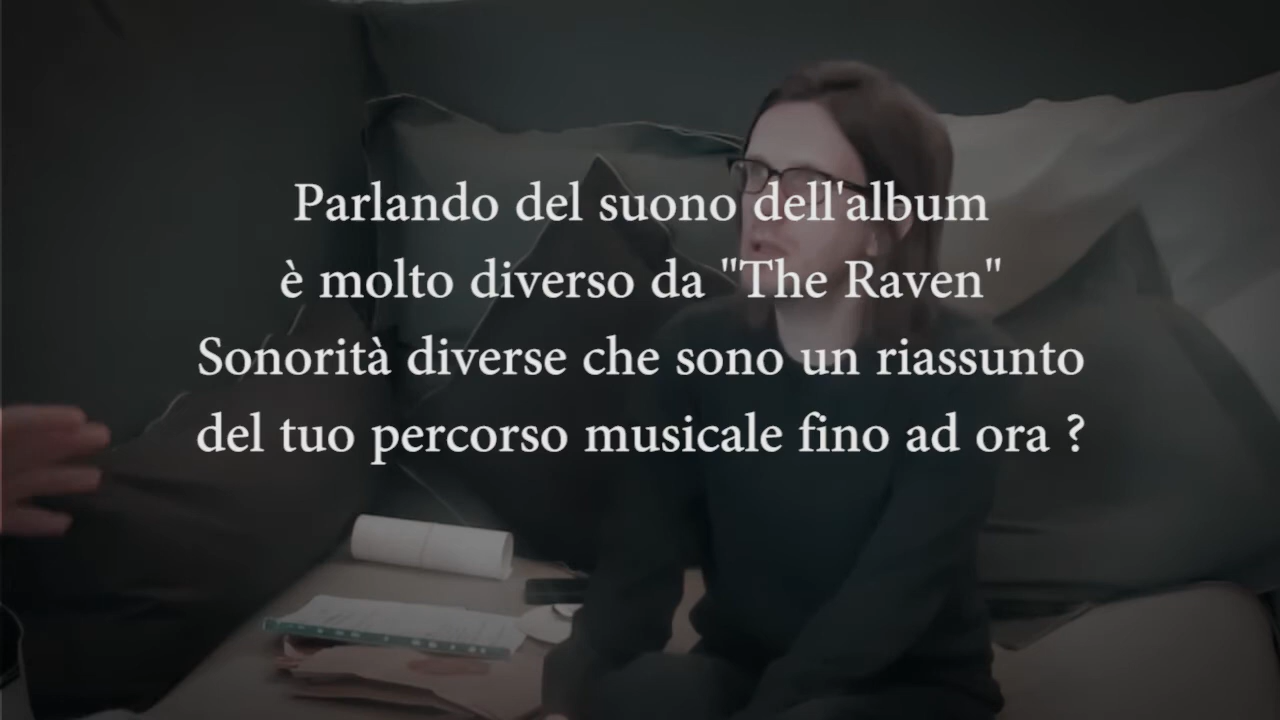 Parlando del suono dell'album
è molto diverso da "The Raven"
Sonorità diverse che sono un riassunto
del tuo percorso musicale fino ad ora ?